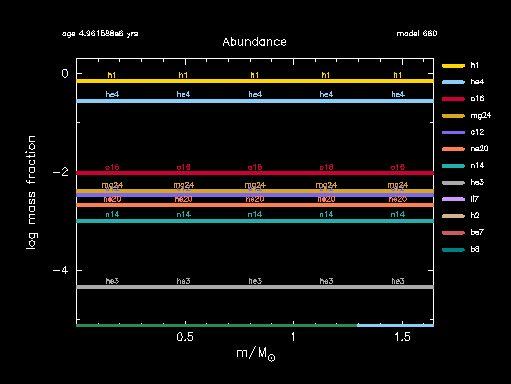 age 4.961588e6 yrs
model 660
Abundance
h1 h1 h1 h1 h1
he4 he4 he4 he4 he4
o16 o16 o16 o16 o16
mg24 mg24 mg24 mg24 mg24
ne20 ne20 ne20 ne20 ne20
n14 n14 n14 n14 n14
he3 he3 he3 he3 he3
0
−2
−4
log mass fraction
0.5 1 1.5
m/M☉
h1
he4
o16
mg24
c12
ne20
n14
he3
li7
h2
be7
b8